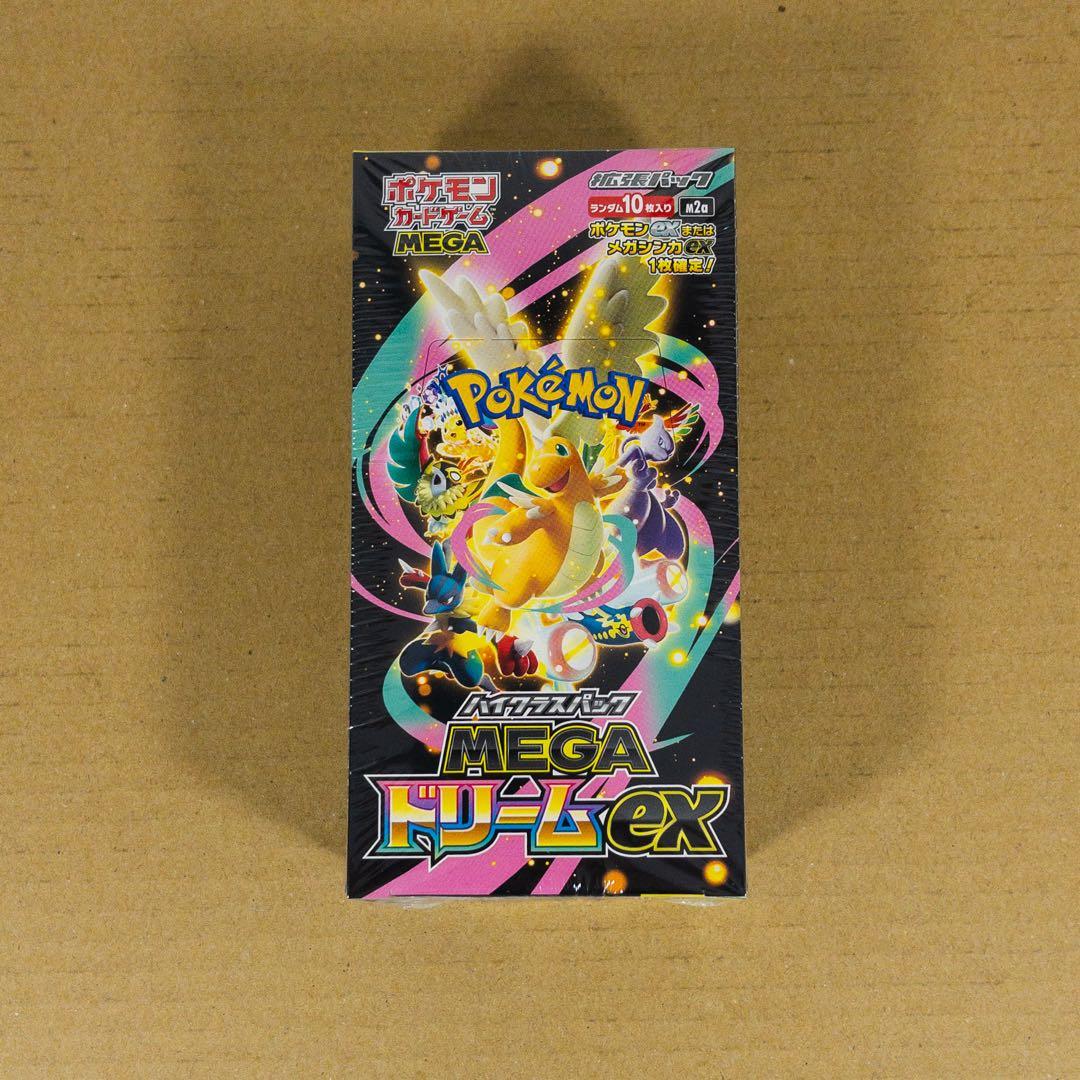 ポケモン
カードゲーム
MEGA
拡張パック
ランダム10枚入り M2a
ポケモンexまたは
メガシンカex
1枚確定!
POKéMON
ハイクラスパック
MEGA
ドリームex